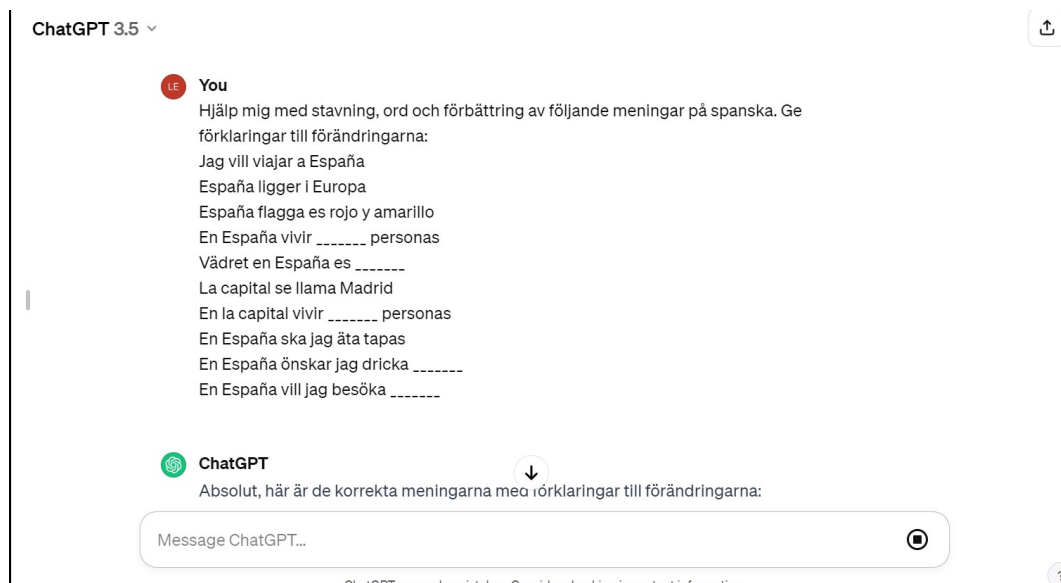 ChatGPT 3.5
LE
You
Hjälp mig med stavning, ord och förbättring av följande meningar på spanska. Ge
förklaringar till förändringarna:
Jag vill viajar a España
España ligger i Europa
España flagga es rojo y amarillo
En España vivir _______ personas
Vädret en España es _______
La capital se llama Madrid
En la capital vivir _______ personas
En España ska jag äta tapas
En España önskar jag dricka _______
En España vill jag besöka _______
ChatGPT
Absolut, här är de korrekta meningarna med förklaringar till förändringarna:
Message ChatGPT...